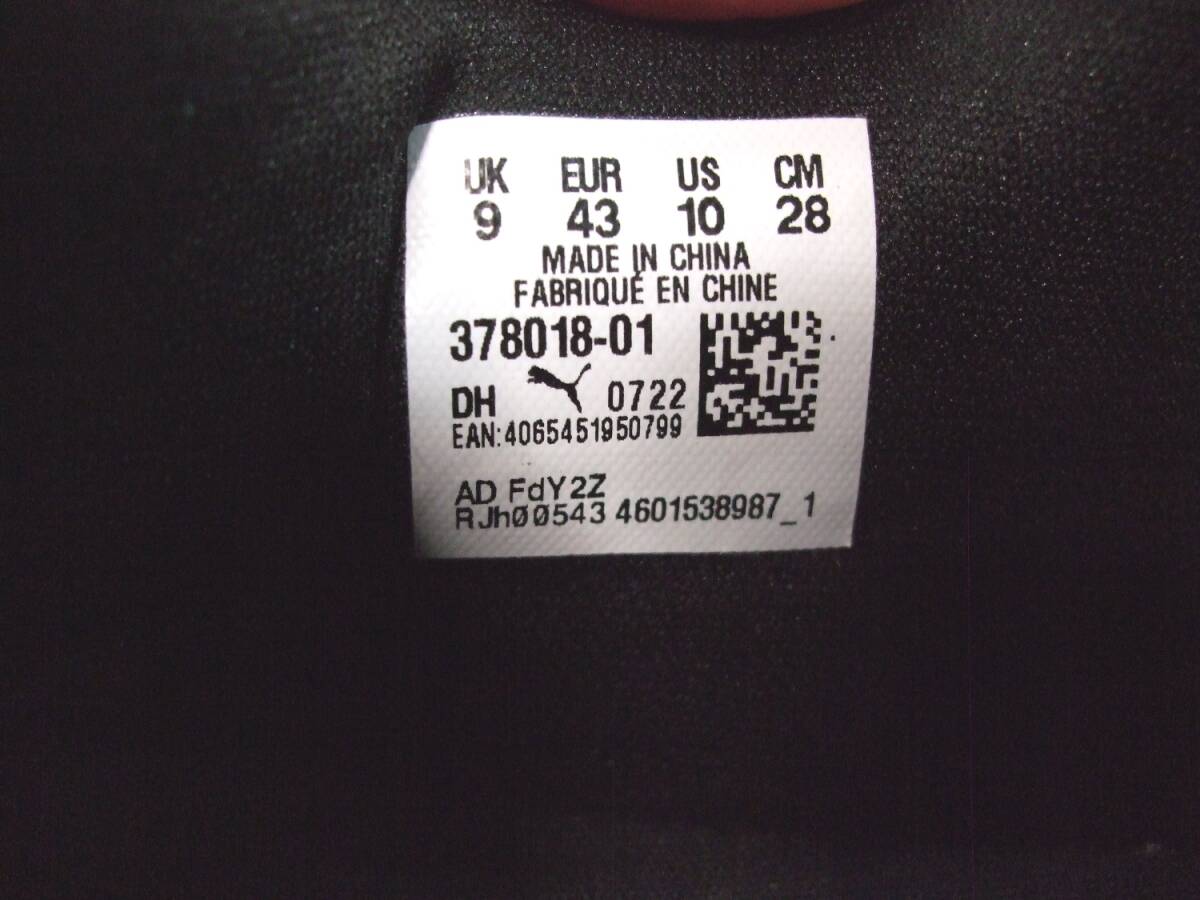 UK EUR US CM
9 43 10 28
MADE IN CHINA
FABRIQUÉ EN CHINE
378018-01
DH 0722
EAN:4065451950799
AD FdY2Z
RJh00543 4601538987_1